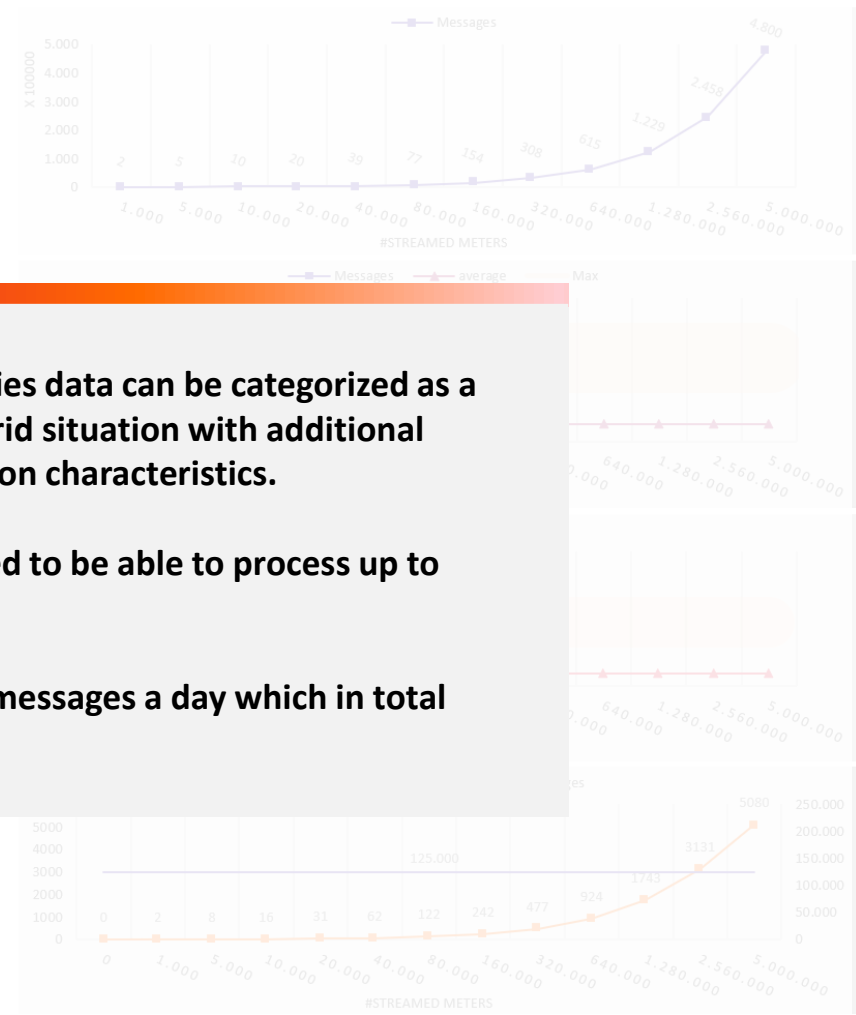 Messages
5.000
4.000
3.000
2.000
1.000
0
X 100000
2 5 10 20 39 77 154 308 615 1.229 2.458 4.800
1.000 5.000 10.000 20.000 40.000 80.000 160.000 320.000 640.000 1.280.000 2.560.000 5.000.000
#STREAMED METERS
Messages average Max
ies data can be categorized as a
rid situation with additional
on characteristics.
ed to be able to process up to
messages a day which in total
640.000 1.280.000 2.560.000 5.000.000
640.000 1.280.000 2.560.000 5.000.000
5000
4000
3000
2000
1000
0
125.000
0 2 8 16 31 62 122 242 477 924 1743 3131 5080
250.000
200.000
150.000
100.000
50.000
0
0 1.000 5.000 10.000 20.000 40.000 80.000 160.000 320.000 640.000 1.280.000 2.560.000 5.000.000
#STREAMED METERS